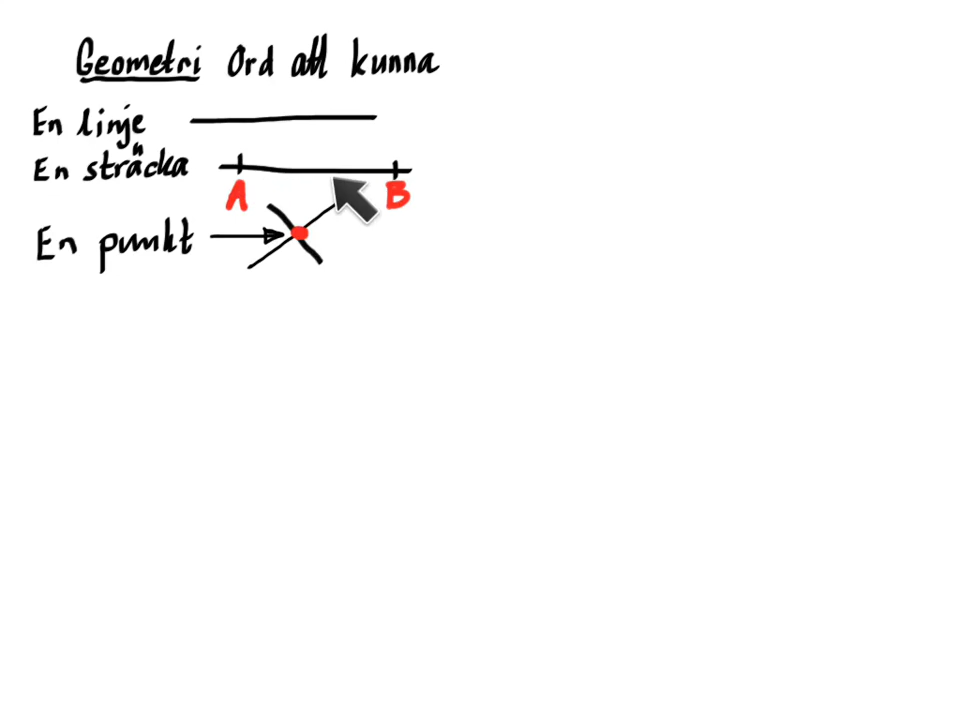 Geometri Ord att kunna
En linje
En sträcka
A B
En punkt